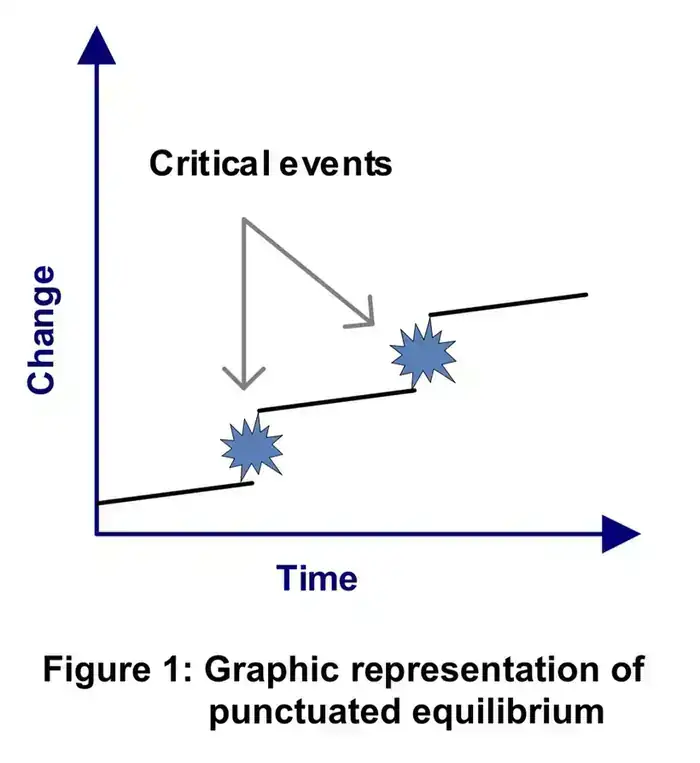 Critical events
Change
Time
Figure 1: Graphic representation of
punctuated equilibrium